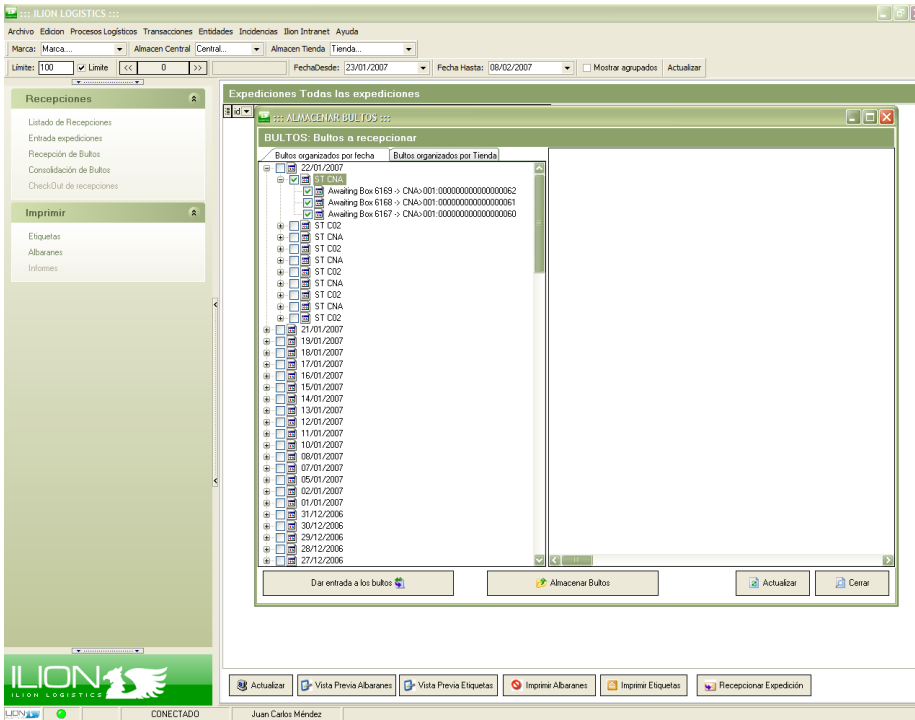 ::: ILION LOGISTICS :::
Archivo Edicion Procesos Logísticos Transacciones Entidades Incidencias Ilion Intranet Ayuda
Marca: Marca.... Almacen Central Central... Almacen Tienda Tienda...
Límite: 100 Limite << 0 >> FechaDesde: 23/01/2007 Fecha Hasta: 08/02/2007 Mostrar agrupados Actualizar
Recepciones
Listado de Recepciones
Entrada expediciones
Recepción de Bultos
Consolidación de Bultos
CheckOut de recepciones
Imprimir
Etiquetas
Albaranes
Informes
Expediciones Todas las expediciones
id
::: ALMACENAR BULTOS :::
BULTOS: Bultos a recepcionar
Bultos organizados por fecha Bultos organizados por Tienda
22/01/2007
ST CNA
Awaiting Box 6169 -> CNA>001:000000000000000062
Awaiting Box 6168 -> CNA>001:000000000000000061
Awaiting Box 6167 -> CNA>001:000000000000000060
ST C02
ST CNA
ST C02
ST CNA
ST C02
ST CNA
ST C02
ST CNA
ST C02
21/01/2007
19/01/2007
18/01/2007
17/01/2007
16/01/2007
15/01/2007
14/01/2007
13/01/2007
12/01/2007
11/01/2007
10/01/2007
08/01/2007
07/01/2007
05/01/2007
02/01/2007
01/01/2007
31/12/2006
30/12/2006
29/12/2006
28/12/2006
27/12/2006
Dar entrada a los bultos Almacenar Bultos Actualizar Cerrar
ILION
ILION LOGISTICS
Actualizar Vista Previa Albaranes Vista Previa Etiquetas Imprimir Albaranes Imprimir Etiquetas Recepcionar Expedición
ILION CONECTADO Juan Carlos Méndez